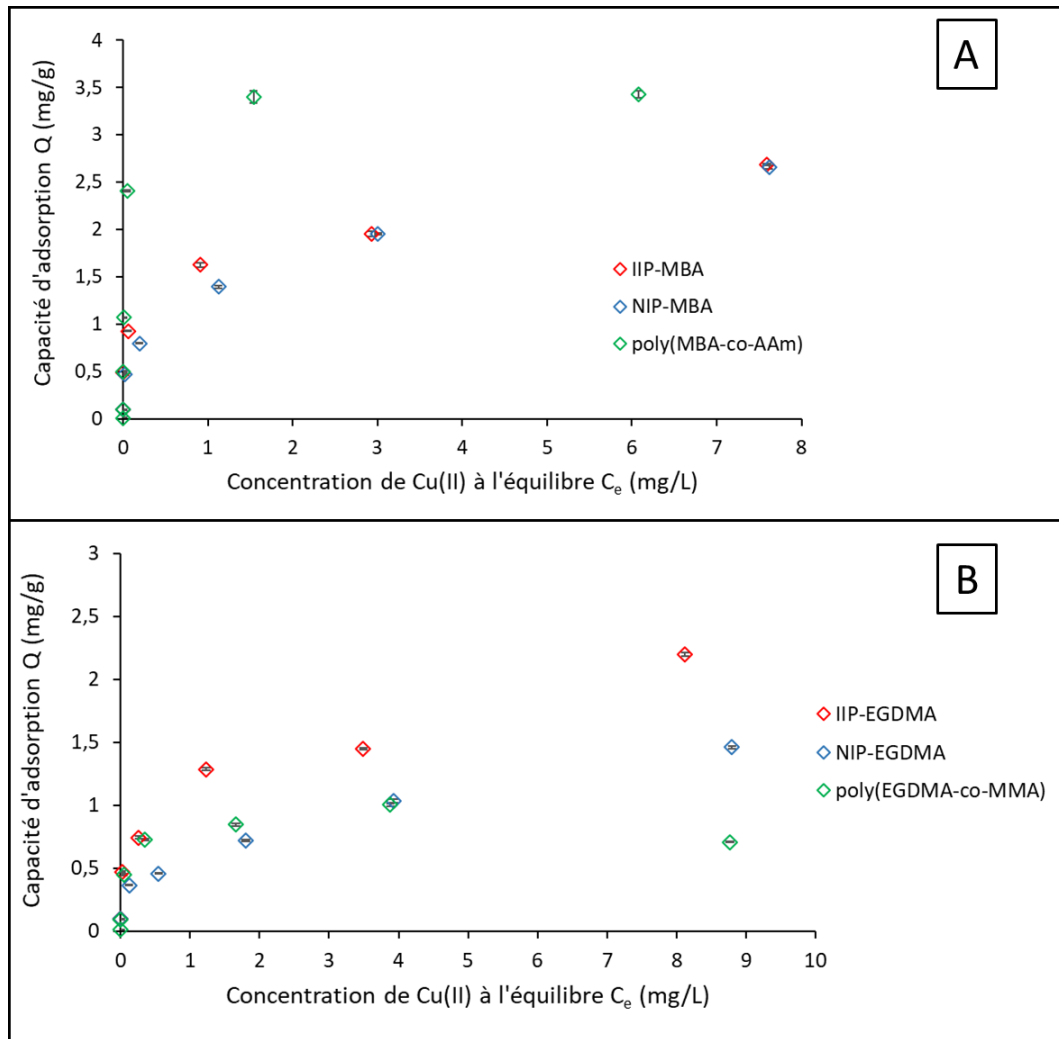 A
Capacité d'adsorption Q (mg/g)
4
3,5
3
2,5
2
1,5
1
0,5
0
0 1 2 3 4 5 6 7 8
Concentration de Cu(II) à l'équilibre Cₑ (mg/L)
IIP-MBA
NIP-MBA
poly(MBA-co-AAm)
B
Capacité d'adsorption Q (mg/g)
3
2,5
2
1,5
1
0,5
0
0 1 2 3 4 5 6 7 8 9 10
Concentration de Cu(II) à l'équilibre Cₑ (mg/L)
IIP-EGDMA
NIP-EGDMA
poly(EGDMA-co-MMA)